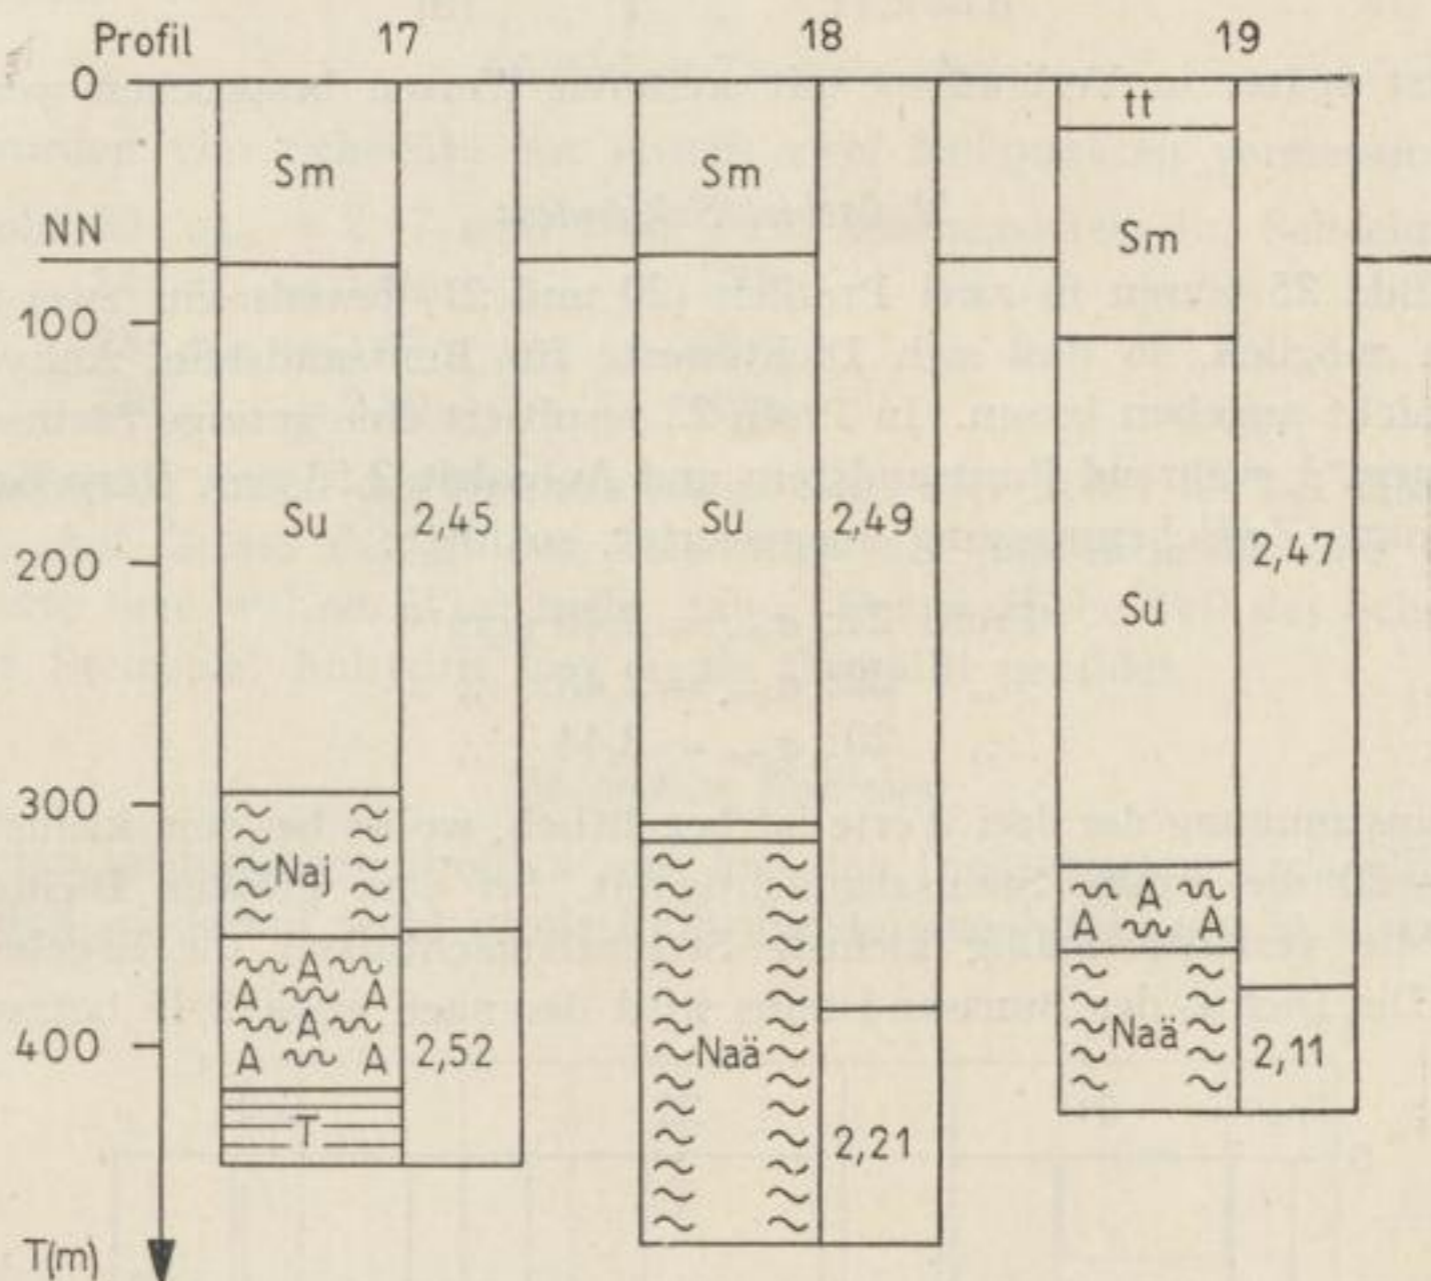 Profil 17 18 19
0
tt
Sm Sm
NN Sm
100
Su 2,45 Su 2,49
200 2,47
Su
300
Naj
A
A A
A
A A
A
A A
400 Naä Naä 2,11
2,52
T
2,21
T(m)